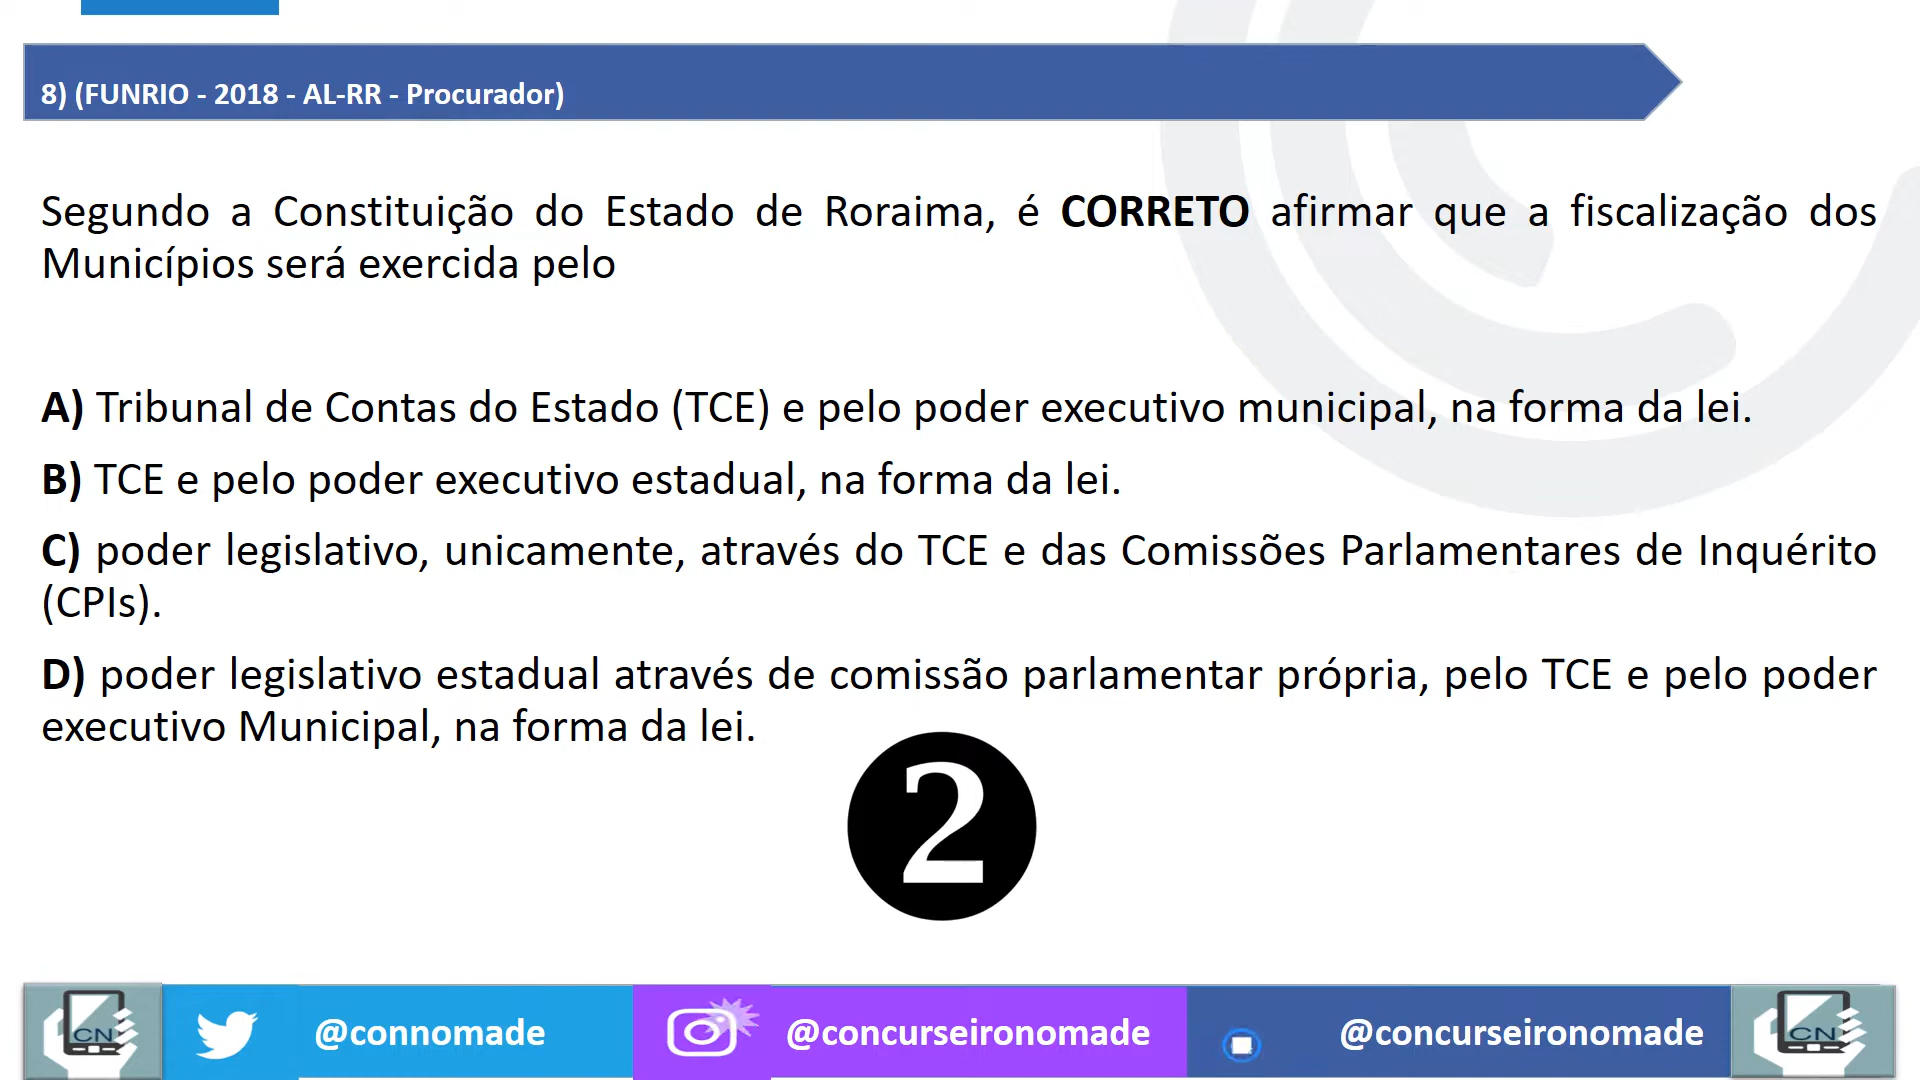 8) (FUNRIO - 2018 - AL-RR - Procurador)
Segundo a Constituição do Estado de Roraima, é CORRETO afirmar que a fiscalização dos
Municípios será exercida pelo
A) Tribunal de Contas do Estado (TCE) e pelo poder executivo municipal, na forma da lei.
B) TCE e pelo poder executivo estadual, na forma da lei.
C) poder legislativo, unicamente, através do TCE e das Comissões Parlamentares de Inquérito
(CPIs).
D) poder legislativo estadual através de comissão parlamentar própria, pelo TCE e pelo poder
executivo Municipal, na forma da lei.
2
CN @connomade @concurseironomade @concurseironomade CN